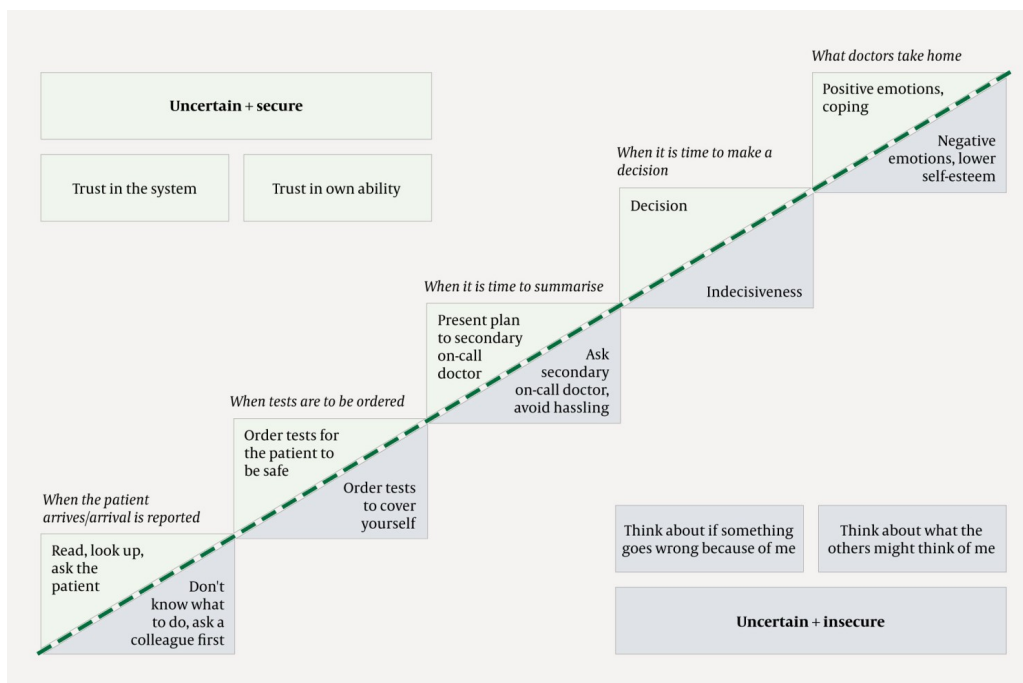 What doctors take home
Positive emotions,
coping
Negative
emotions, lower
self-esteem
Uncertain + secure
Trust in the system
Trust in own ability
When it is time to make a
decision
Decision
Indecisiveness
When it is time to summarise
Present plan
to secondary
on-call
doctor
Ask
secondary
on-call doctor,
avoid hassling
When tests are to be ordered
Order tests for
the patient to
be safe
Order tests
to cover
yourself
When the patient
arrives/arrival is reported
Read, look up,
ask the
patient
Don't
know what
to do, ask a
colleague first
Think about if something
goes wrong because of me
Think about what the
others might think of me
Uncertain + insecure